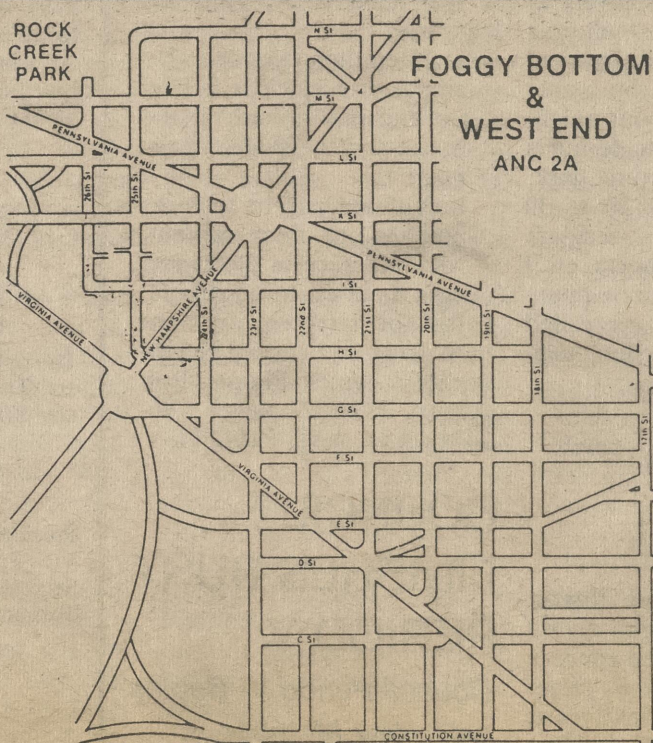 ROCK
CREEK
PARK
FOGGY BOTTOM
&
WEST END
ANC 2A
N St
M St
PENNSYLVANIA AVENUE
L St
26th St
25th St
K St
PENNSYLVANIA AVENUE
NEW HAMPSHIRE AVENUE
I St
VIRGINIA AVENUE
24th St
23rd St
22nd St
21st St
20th St
19th St
H St
18th St
G St
17th St
F St
VIRGINIA AVENUE
E St
D St
C St
CONSTITUTION AVENUE